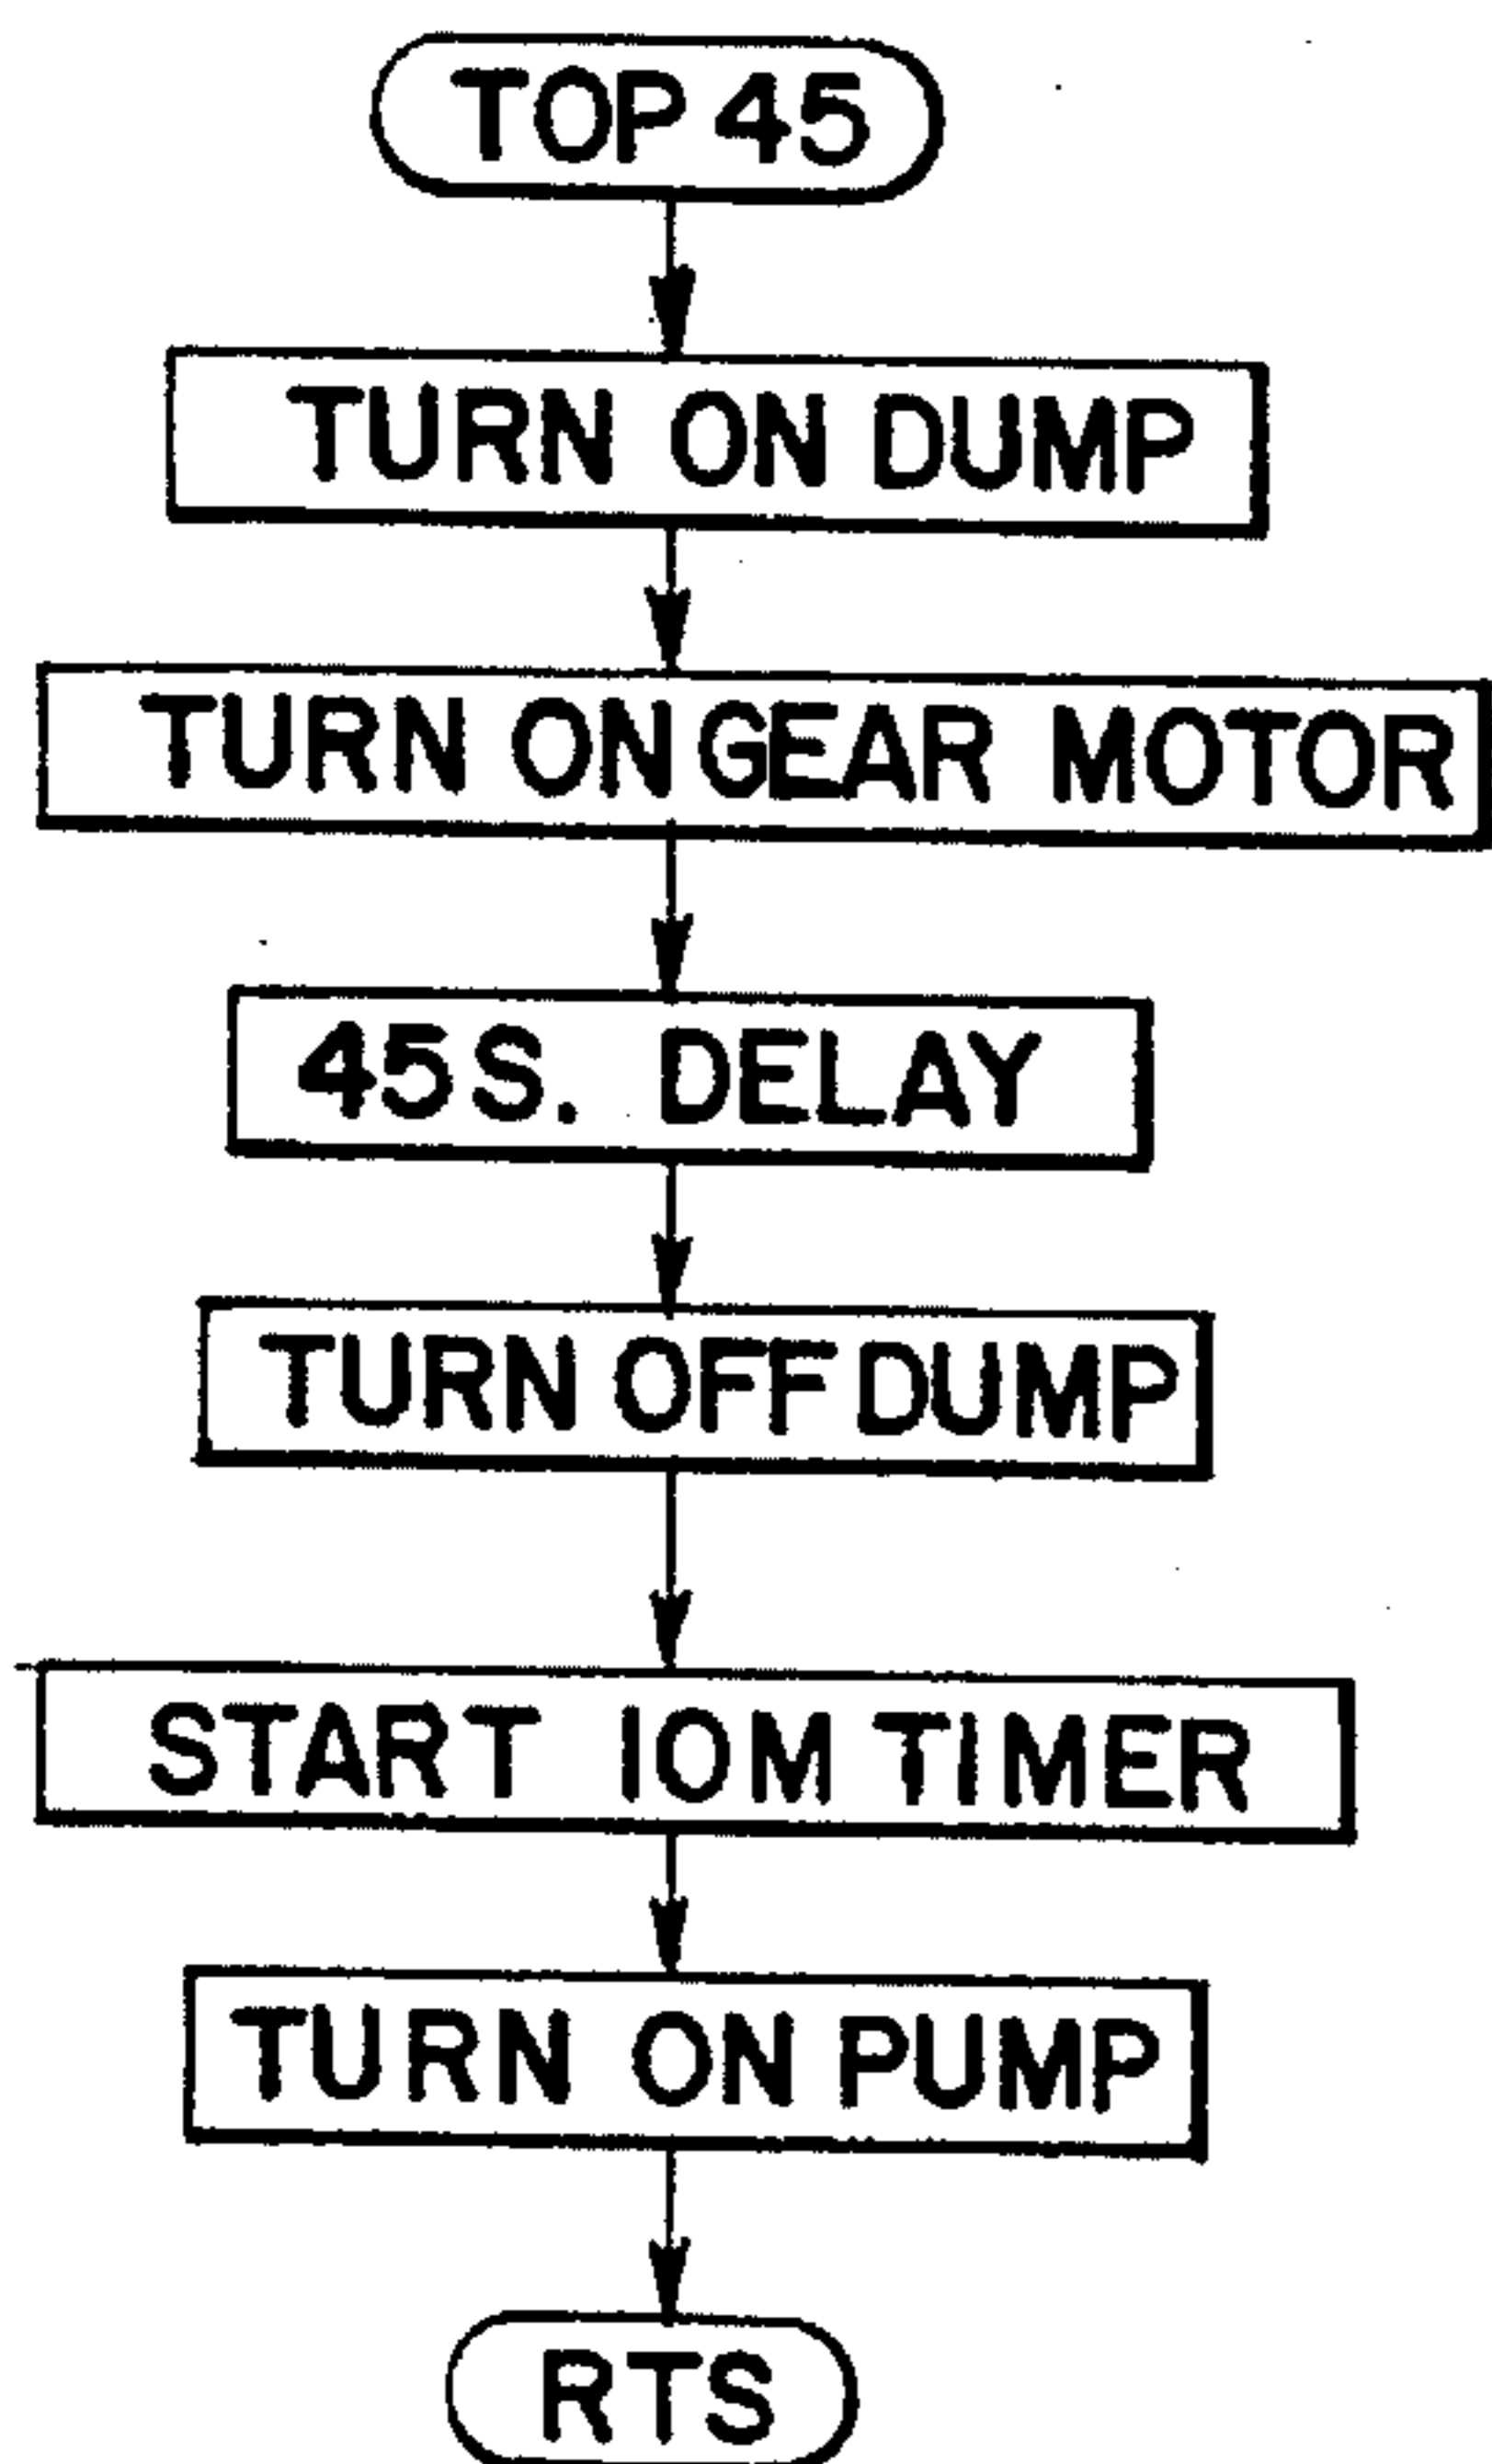 TOP 45
TURN ON DUMP
TURN ON GEAR MOTOR
45S. DELAY
TURN OFF DUMP
START 10M TIMER
TURN ON PUMP
RTS